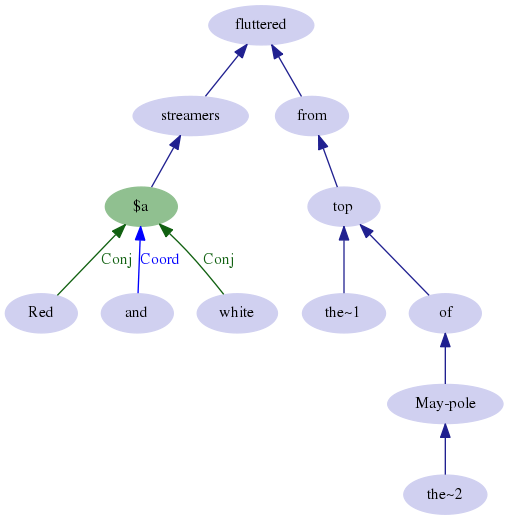 fluttered
streamers from
$a top
Conj Coord Conj
Red and white the~1 of
May-pole
the~2